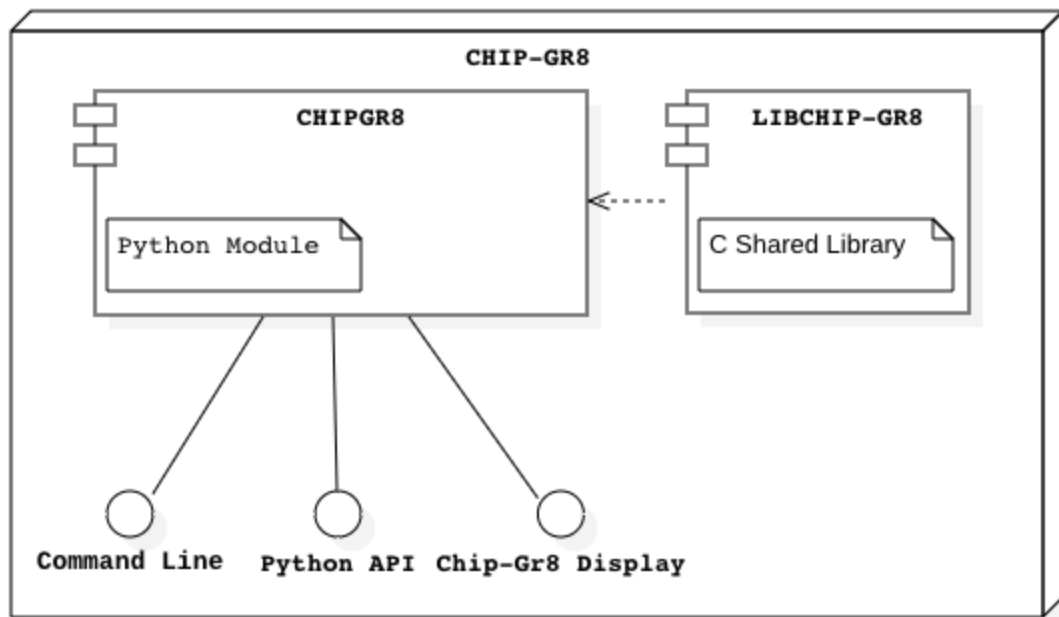 CHIP-GR8
CHIPGR8
LIBCHIP-GR8
Python Module
C Shared Library
Command Line
Python API
Chip-Gr8 Display